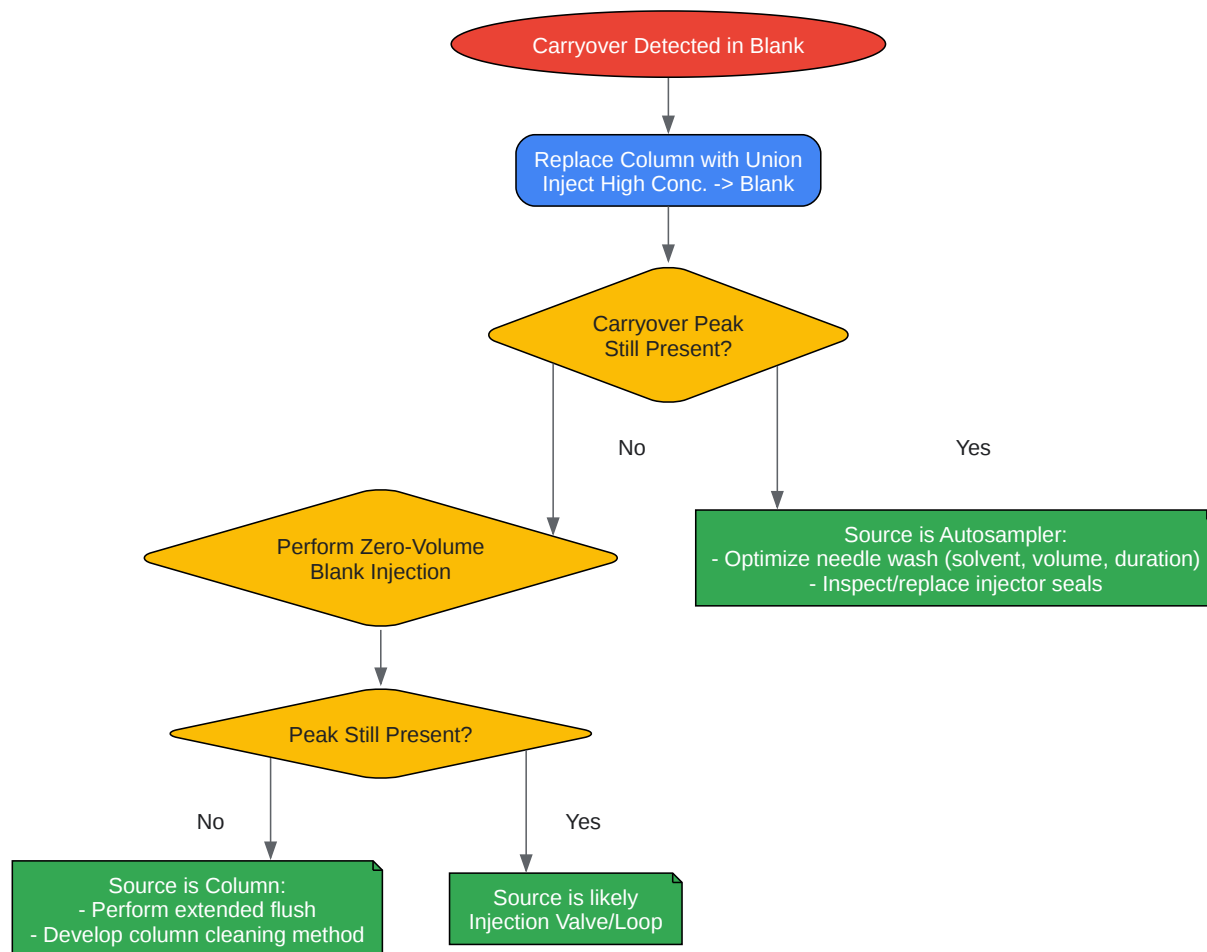 Carryover Detected in Blank
Replace Column with Union
Inject High Conc. -> Blank
Carryover Peak
Still Present?
No
Yes
Perform Zero-Volume
Blank Injection
Source is Autosampler:
- Optimize needle wash (solvent, volume, duration)
- Inspect/replace injector seals
Peak Still Present?
No
Yes
Source is Column:
- Perform extended flush
- Develop column cleaning method
Source is likely
Injection Valve/Loop